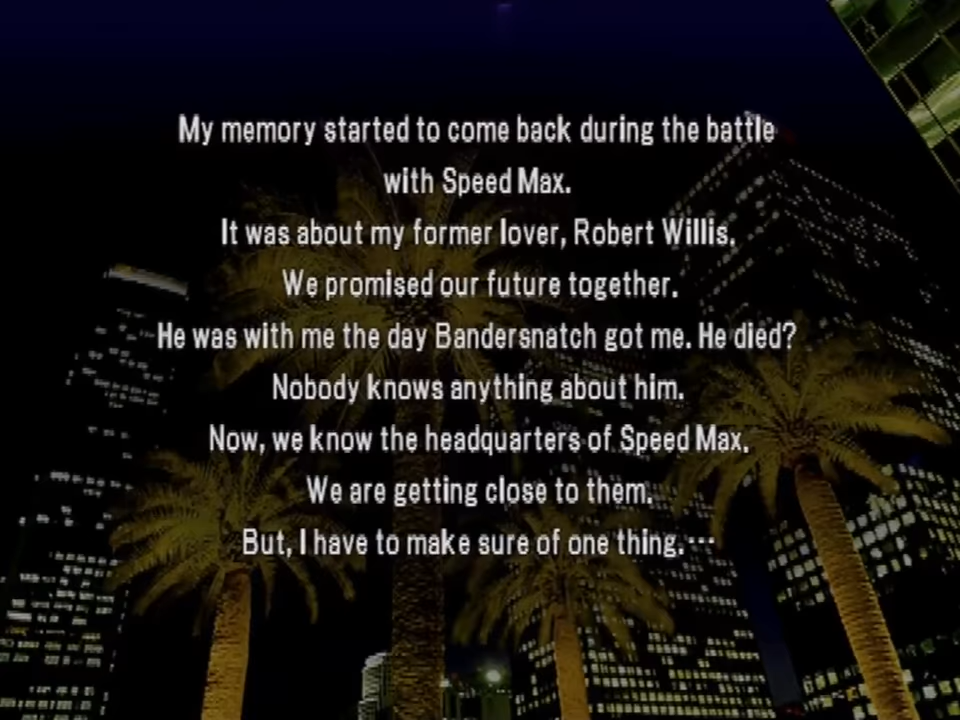 My memory started to come back during the battle
with Speed Max.
It was about my former lover, Robert Willis.
We promised our future together.
He was with me the day Bandersnatch got me. He died?
Nobody knows anything about him.
Now, we know the headquarters of Speed Max.
We are getting close to them.
But, I have to make sure of one thing.…